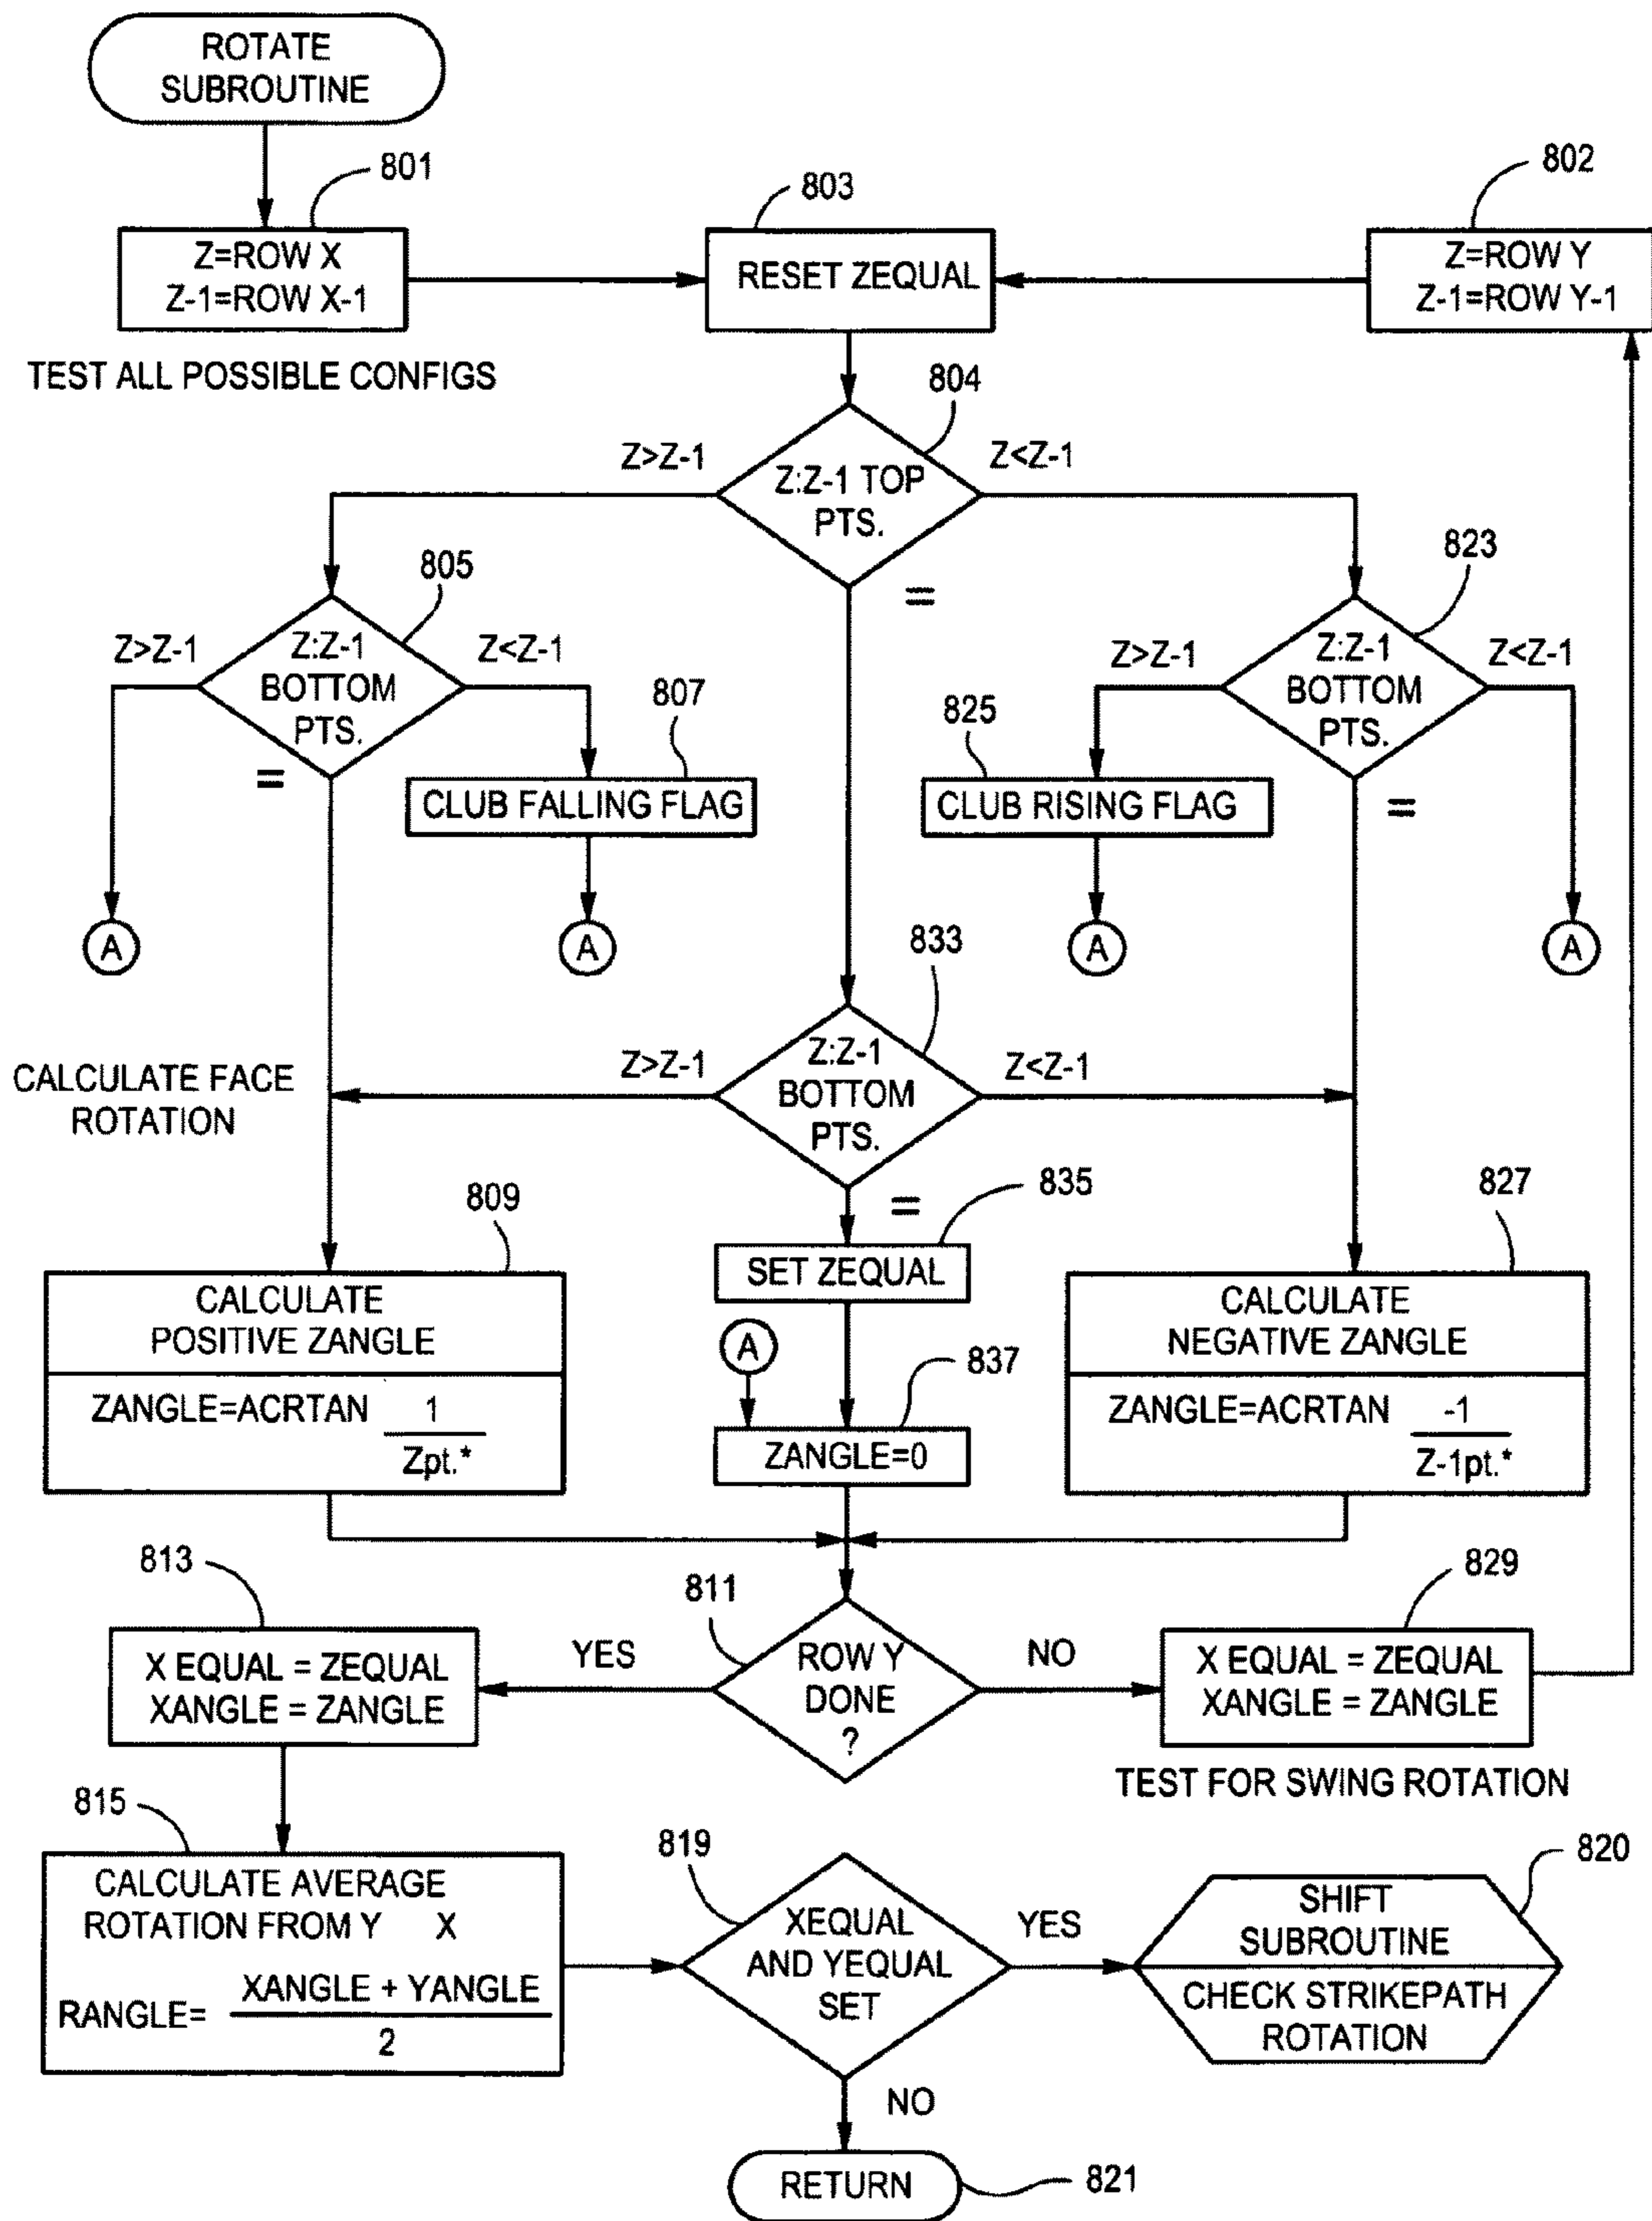 ROTATE
SUBROUTINE
801
803
802
Z=ROW X
Z-1=ROW X-1
RESET ZEQUAL
Z=ROW Y
Z-1=ROW Y-1
TEST ALL POSSIBLE CONFIGS
804
Z>Z-1
Z<Z-1
Z:Z-1 TOP
PTS.
=
805
823
Z>Z-1
Z<Z-1
Z:Z-1
BOTTOM
PTS.
=
Z>Z-1
Z<Z-1
Z:Z-1
BOTTOM
PTS.
=
807
825
CLUB FALLING FLAG
CLUB RISING FLAG
A
A
A
A
833
CALCULATE FACE
ROTATION
Z>Z-1
Z<Z-1
Z:Z-1
BOTTOM
PTS.
=
809
835
827
CALCULATE
POSITIVE ZANGLE
ZANGLE=ACRTAN 1
Zpt.*
SET ZEQUAL
A
837
ZANGLE=0
CALCULATE
NEGATIVE ZANGLE
ZANGLE=ACRTAN -1
Z-1pt.*
813
811
829
X EQUAL = ZEQUAL
XANGLE = ZANGLE
YES
ROW Y
DONE
?
NO
X EQUAL = ZEQUAL
XANGLE = ZANGLE
TEST FOR SWING ROTATION
815
819
820
CALCULATE AVERAGE
ROTATION FROM Y X
RANGLE= XANGLE + YANGLE
2
XEQUAL
AND YEQUAL
SET
YES
SHIFT
SUBROUTINE
CHECK STRIKEPATH
ROTATION
NO
RETURN
821